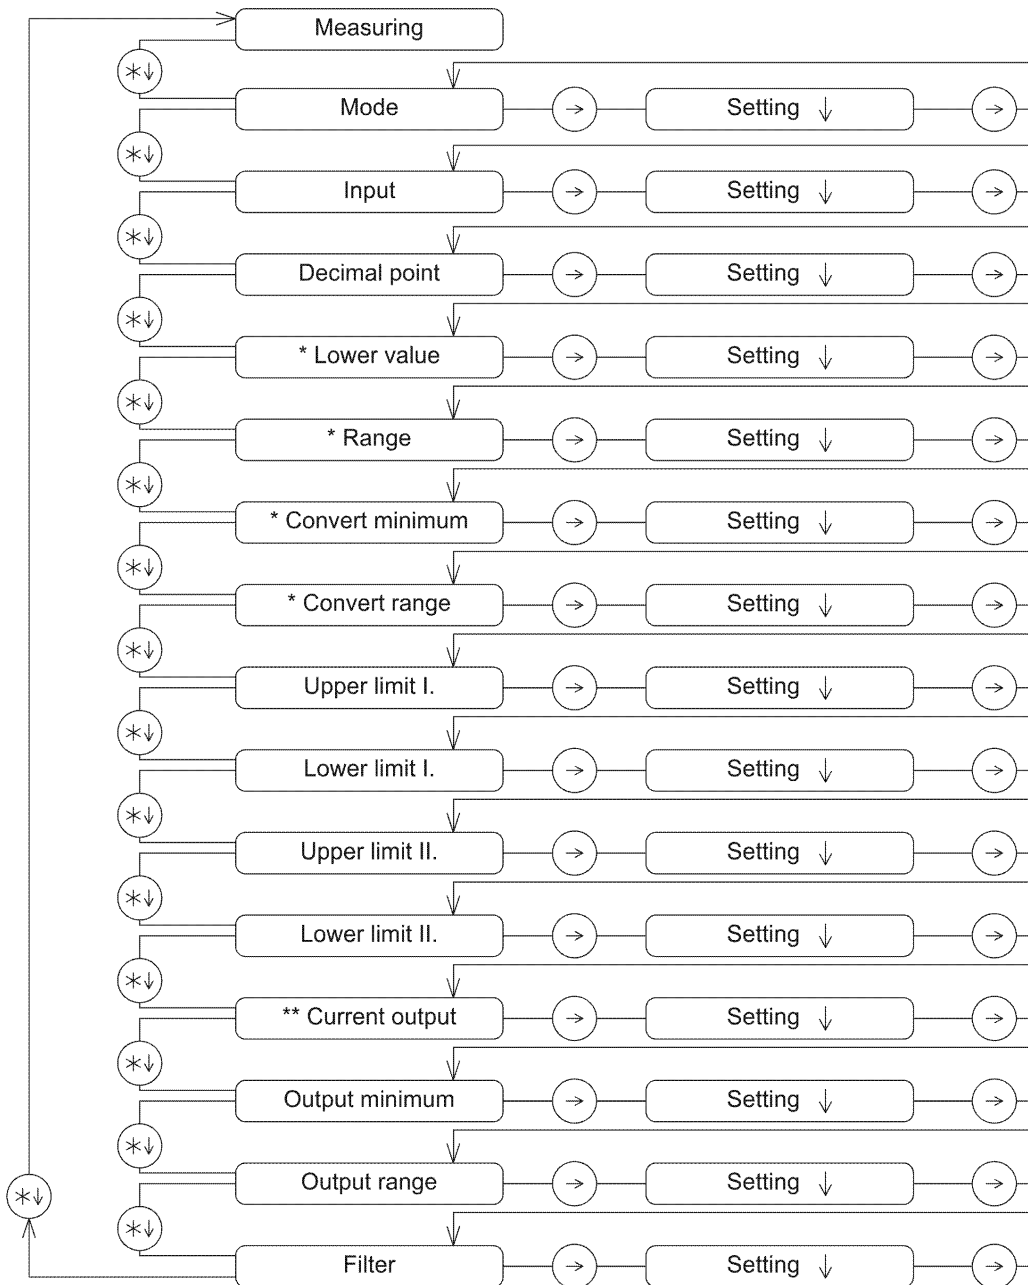 Measuring
Mode → Setting ↓ →
Input → Setting ↓ →
Decimal point → Setting ↓ →
* Lower value → Setting ↓ →
* Range → Setting ↓ →
* Convert minimum → Setting ↓ →
* Convert range → Setting ↓ →
Upper limit I. → Setting ↓ →
Lower limit I. → Setting ↓ →
Upper limit II. → Setting ↓ →
Lower limit II. → Setting ↓ →
** Current output → Setting ↓ →
Output minimum → Setting ↓ →
Output range → Setting ↓ →
Filter → Setting ↓ →